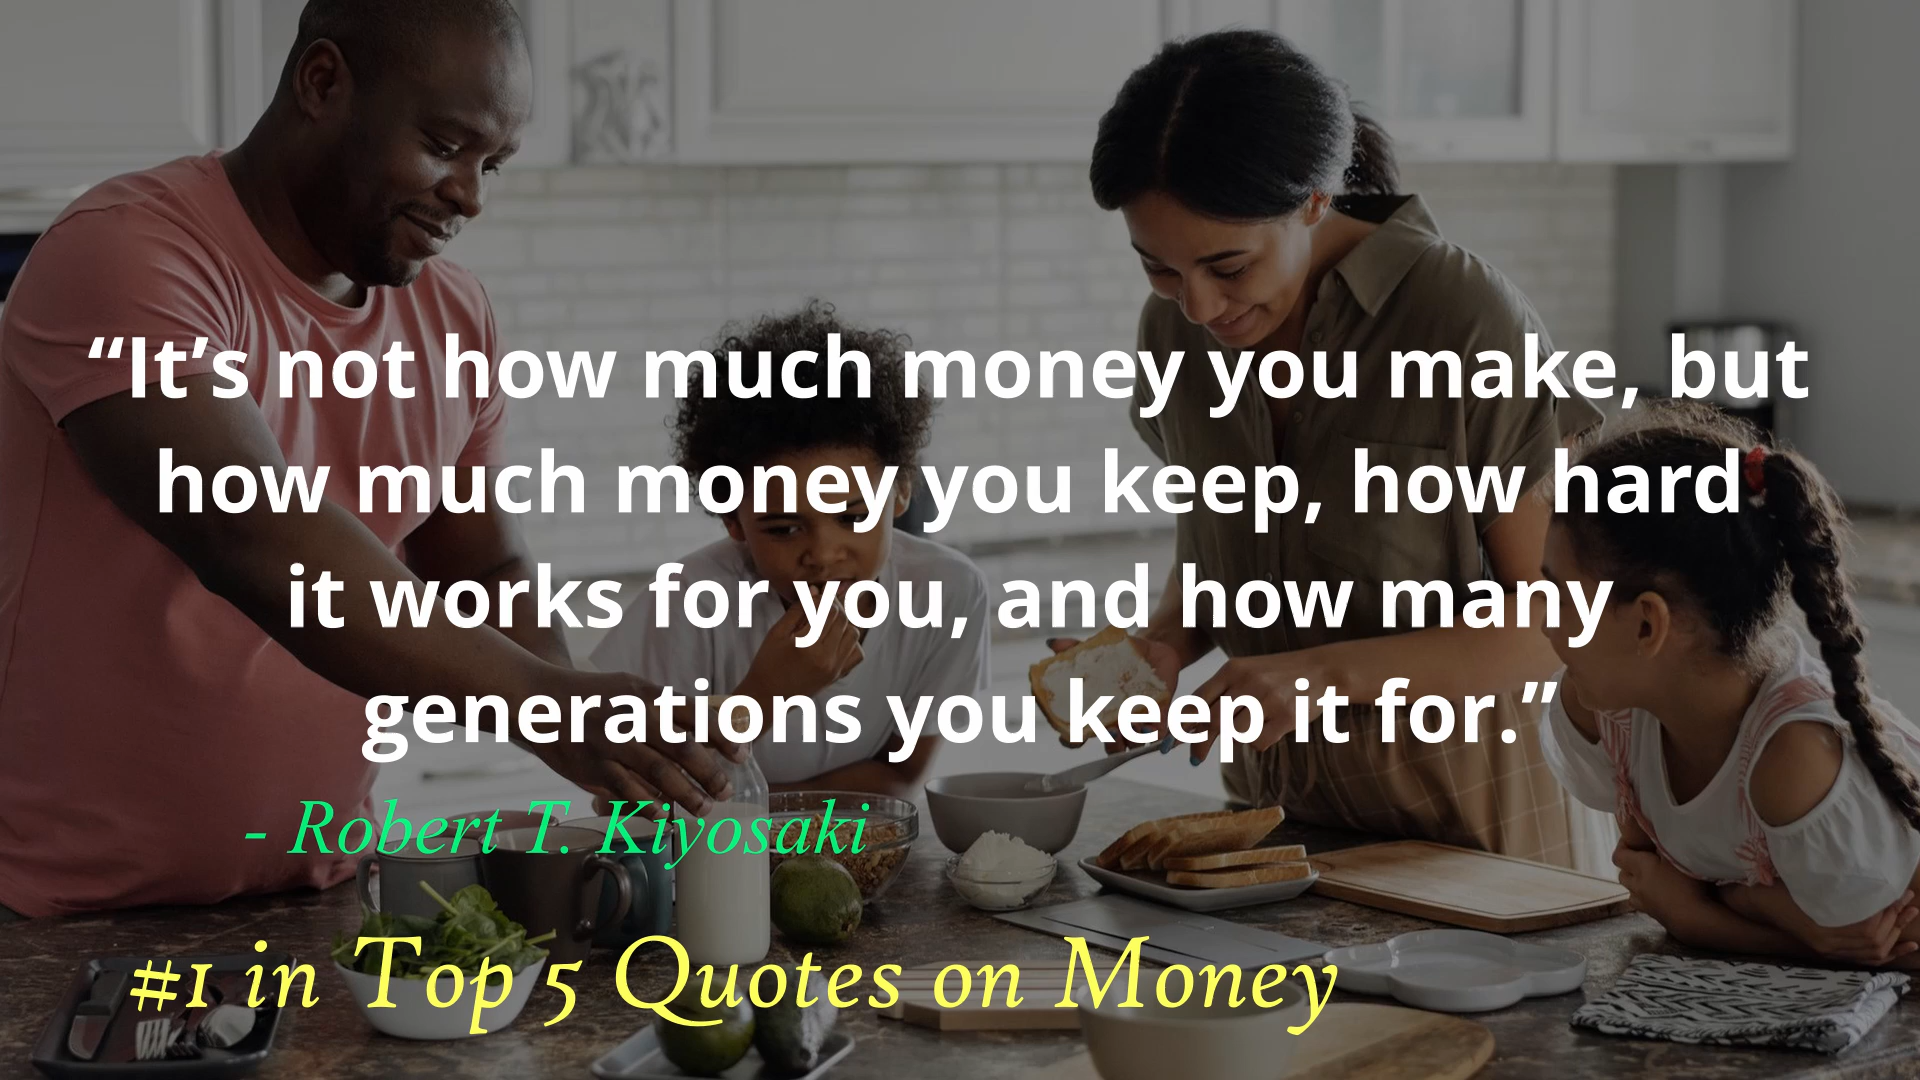 “It’s not how much money you make, but
how much money you keep, how hard
it works for you, and how many
generations you keep it for.”
- Robert T. Kiyosaki
#1 in Top 5 Quotes on Money